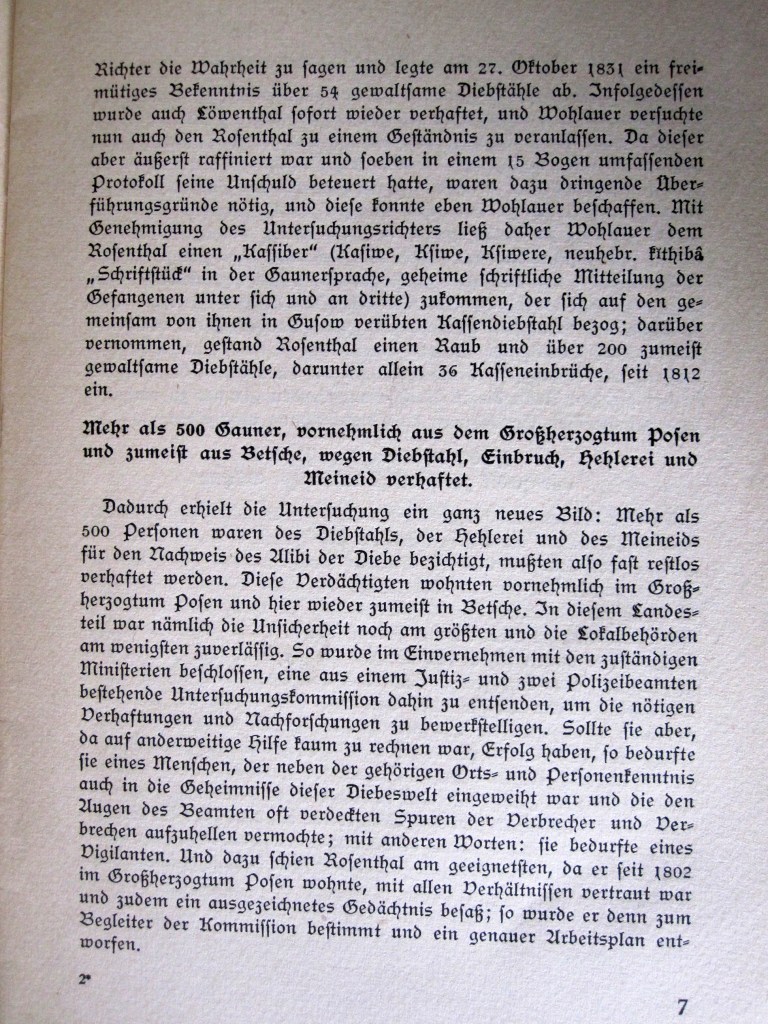 Richter die Wahrheit zu sagen und legte am 27. Oktober 1831 ein frei-
mütiges Bekenntnis über 54 gewaltsame Diebstähle ab. Infolgedessen
wurde auch Löwenthal sofort wieder verhaftet, und Wohlauer versuchte
nun auch den Rosenthal zu einem Geständnis zu veranlassen. Da dieser
aber äußerst raffiniert war und soeben in einem 15 Bogen umfassenden
Protokoll seine Unschuld beteuert hatte, waren dazu dringende Über-
führungsgründe nötig, und diese konnte eben Wohlauer beschaffen. Mit
Genehmigung des Untersuchungsrichters ließ daher Wohlauer dem
Rosenthal einen „Kassiber“ (Kasiwe, Ksiwe, Ksiwere, neuhebr. klthibâ
„Schriftstück“ in der Gaunersprache, geheime schriftliche Mitteilung der
Gefangenen unter sich und an dritte) zukommen, der sich auf den ge-
meinsam von ihnen in Gusow verübten Kassendiebstahl bezog; darüber
vernommen, gestand Rosenthal einen Raub und über 200 zumeist
gewaltsame Diebstähle, darunter allein 36 Kasseneinbrüche, seit 1812
ein.
Mehr als 500 Gauner, vornehmlich aus dem Großherzogtum Posen
und zumeist aus Betsche, wegen Diebstahl, Einbruch, Hehlerei und
Meineid verhaftet.
Dadurch erhielt die Untersuchung ein ganz neues Bild: Mehr als
500 Personen waren des Diebstahls, der Hehlerei und des Meineids
für den Nachweis des Alibi der Diebe bezichtigt, mußten also fast restlos
verhaftet werden. Diese Verdächtigten wohnten vornehmlich im Groß-
herzogtum Posen und hier wieder zumeist in Betsche. In diesem Landes-
teil war nämlich die Unsicherheit noch am größten und die Lokalbehörden
am wenigsten zuverlässig. So wurde im Einvernehmen mit den zuständigen
Ministerien beschlossen, eine aus einem Justiz- und zwei Polizeibeamten
bestehende Untersuchungskommission dahin zu entsenden, um die nötigen
Verhaftungen und Nachforschungen zu bewerkstelligen. Sollte sie aber,
da auf anderweitige Hilfe kaum zu rechnen war, Erfolg haben, so bedurfte
sie eines Menschen, der neben der gehörigen Orts- und Personenkenntnis
auch in die Geheimnisse dieser Diebeswelt eingeweiht war und die den
Augen des Beamten oft verdeckten Spuren der Verbrecher und Ver-
brechen aufzuhellen vermochte; mit anderen Worten: sie bedurfte eines
Vigilanten. Und dazu schien Rosenthal am geeignetsten, da er seit 1802
im Großherzogtum Posen wohnte, mit allen Verhältnissen vertraut war
und zudem ein ausgezeichnetes Gedächtnis besaß; so wurde er denn zum
Begleiter der Kommission bestimmt und ein genauer Arbeitsplan ent-
worfen.
2*
7